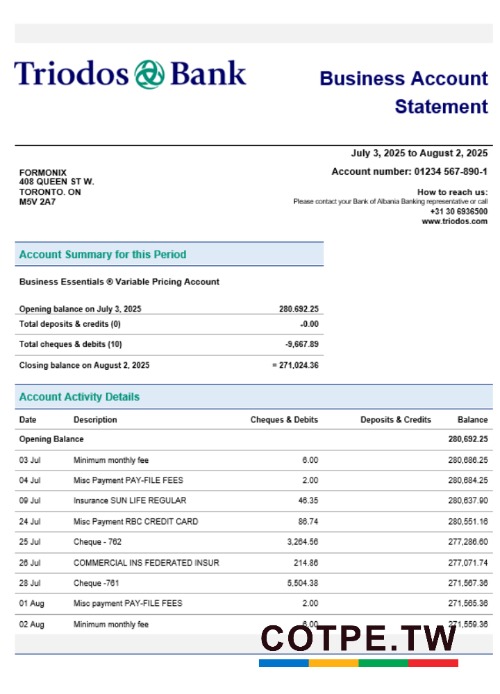 Triodos Bank
Business Account
Statement
July 3, 2025 to August 2, 2025
FORMONIX
408 QUEEN ST W.
TORONTO. ON
M5V 2A7
Account number: 01234 567-890-1
How to reach us:
Please contact your Bank of Albania Banking representative or call
+31 30 6936500
www.triodos.com
Account Summary for this Period
Business Essentials ® Variable Pricing Account
Opening balance on July 3, 2025 280.692.25
Total deposits & credits (0) -0.00
Total cheques & debits (10) -9,667.89
Closing balance on August 2, 2025 = 271,024.36
Account Activity Details
Date Description Cheques & Debits Deposits & Credits Balance
Opening Balance 280,692.25
03 Jul Minimum monthly fee 6.00 280,686.25
04 Jul Misc Payment PAY-FILE FEES 2.00 280,684.25
09 Jul Insurance SUN LIFE REGULAR 46.35 280,637.90
24 Jul Misc Payment RBC CREDIT CARD 86.74 280,551.16
25 Jul Cheque - 762 3,264.56 277,286.60
26 Jul COMMERCIAL INS FEDERATED INSUR 214.86 277,071.74
28 Jul Cheque -761 5,504.38 271,567.36
01 Aug Misc payment PAY-FILE FEES 2.00 271,565.36
02 Aug Minimum monthly fee 6.00 271,559.36
COTPE.TW